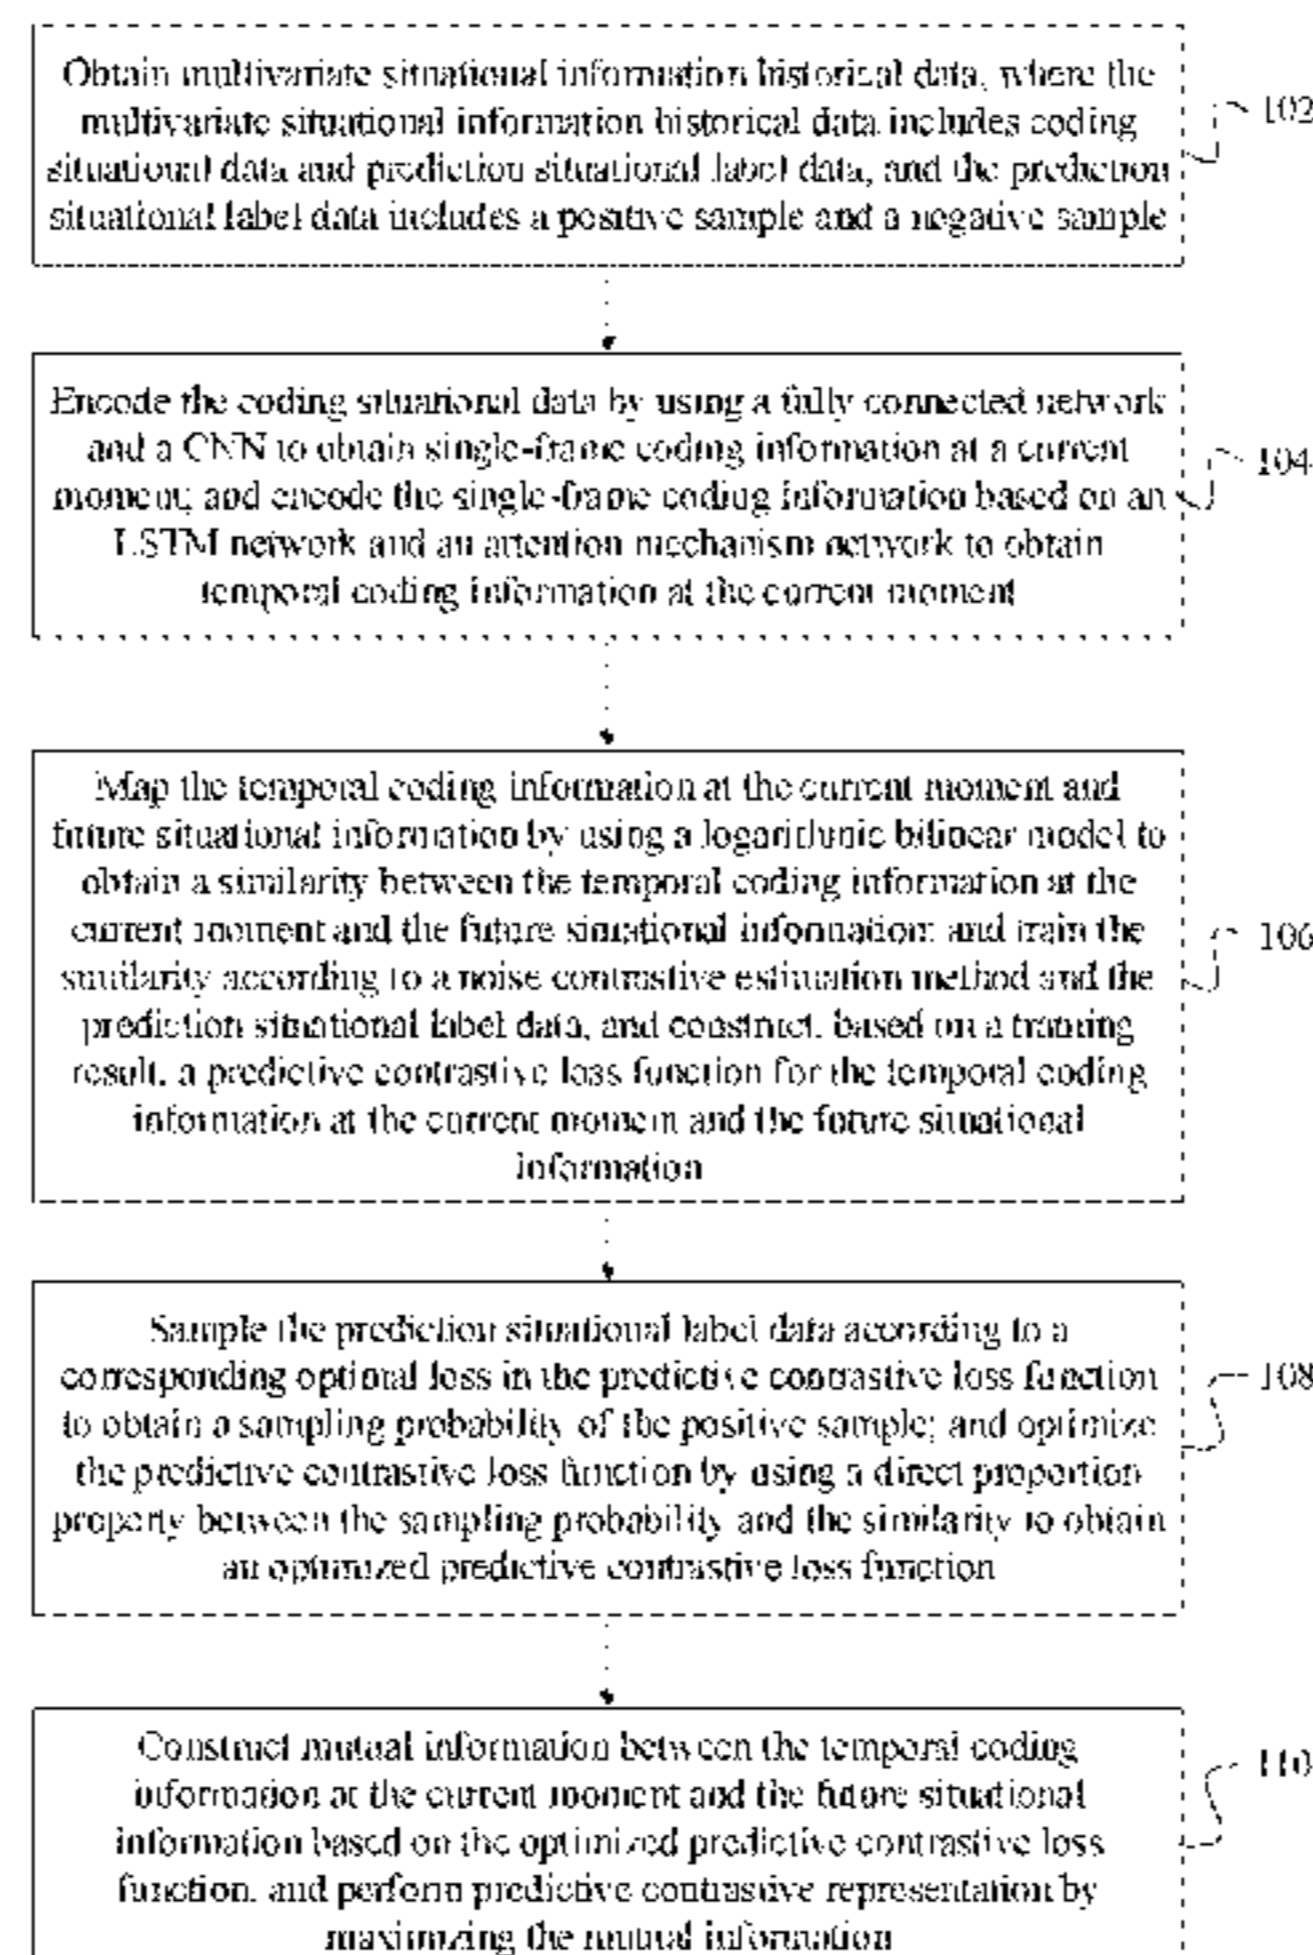 Obtain multivariate situational information historical data, where the
multivariate situational information historical data includes coding
situational data and prediction situational label data, and the prediction
situational label data includes a positive sample and a negative sample
102
Encode the coding situational data by using a fully connected network
and a CNN to obtain single-frame coding information at a current
moment; and encode the single-frame coding information based on an
LSTM network and an attention mechanism network to obtain
temporal coding information at the current moment
104
Map the temporal coding information at the current moment and
future situational information by using a logarithmic bilinear model to
obtain a similarity between the temporal coding information at the
current moment and the future situational information; and train the
similarity according to a noise contrastive estimation method and the
prediction situational label data, and construct, based on a training
result, a predictive contrastive loss function for the temporal coding
information at the current moment and the future situational
information
106
Sample the prediction situational label data according to a
corresponding optimal loss in the predictive contrastive loss function
to obtain a sampling probability of the positive sample; and optimize
the predictive contrastive loss function by using a direct proportion
property between the sampling probability and the similarity to obtain
an optimized predictive contrastive loss function
108
Construct mutual information between the temporal coding
information at the current moment and the future situational
information based on the optimized predictive contrastive loss
function, and perform predictive contrastive representation by
maximizing the mutual information
110